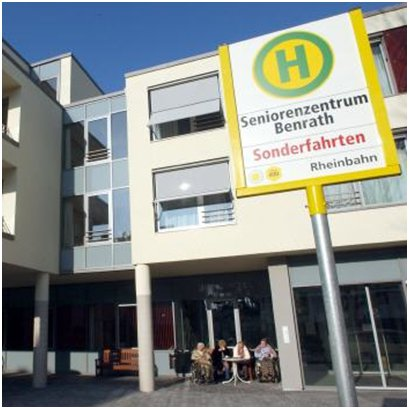 H
Seniorenzentrum
Benrath
Sonderfahrten
Rheinbahn